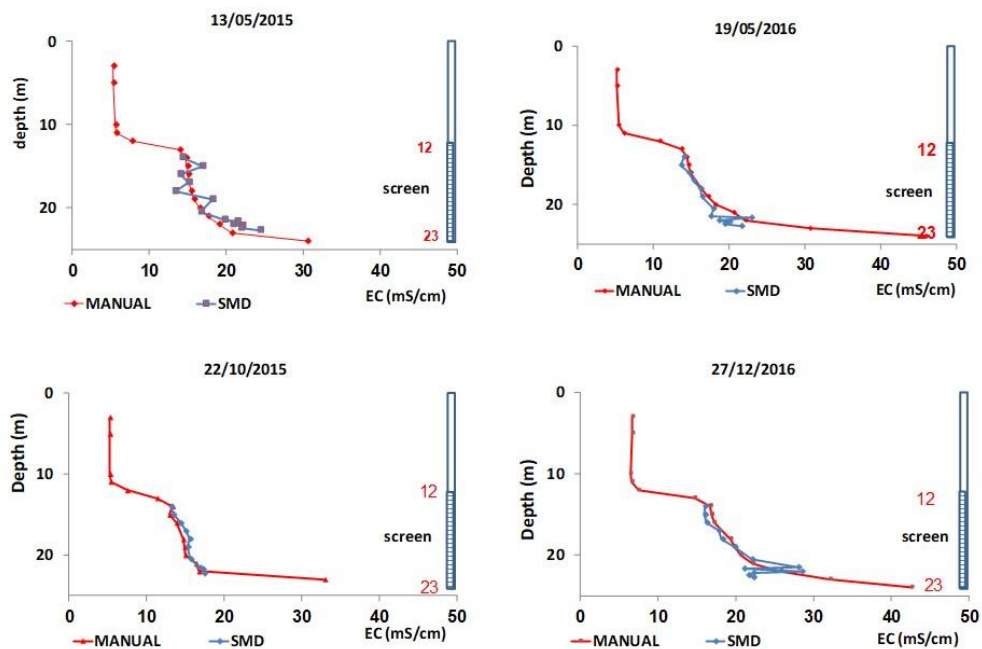 13/05/2015
0
10
20
depth (m)
12
screen
23
0 10 20 30 40 50
EC (mS/cm)
MANUAL SMD
19/05/2016
0
10
20
Depth (m)
12
screen
23
0 10 20 30 40 50
EC (mS/cm)
MANUAL SMD
22/10/2015
0
10
20
Depth (m)
12
screen
23
0 10 20 30 40 50
EC (mS/cm)
MANUAL SMD
27/12/2016
0
10
20
Depth (m)
12
screen
23
0 10 20 30 40 50
EC (mS/cm)
MANUAL SMD